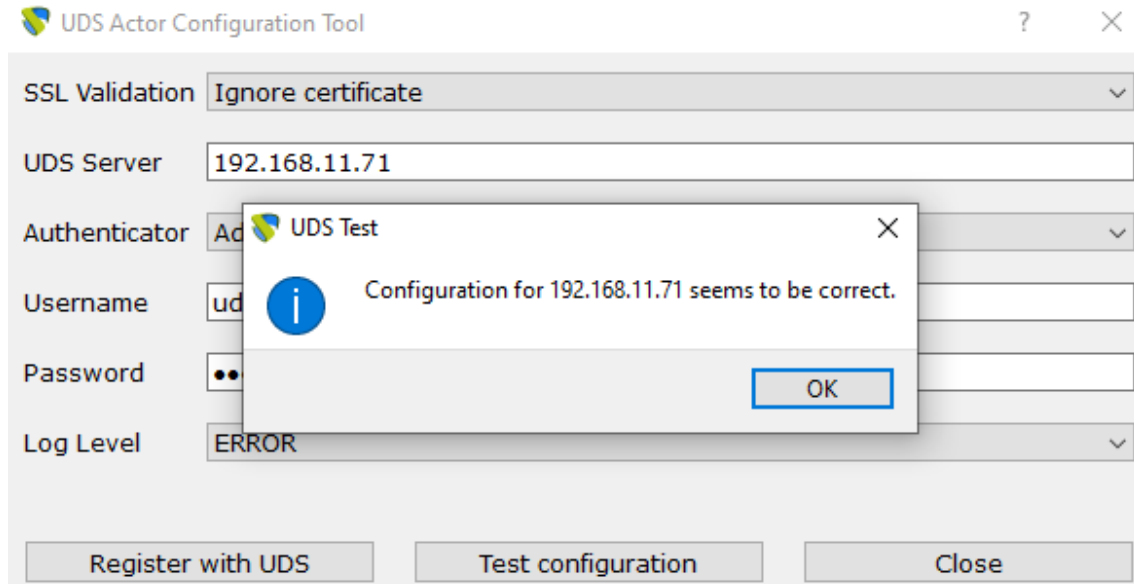 UDS Actor Configuration Tool ?
SSL Validation Ignore certificate
UDS Server 192.168.11.71
Authenticator Ad
UDS Test
Configuration for 192.168.11.71 seems to be correct.
Username ud
Password
OK
Log Level ERROR
Register with UDS Test configuration Close